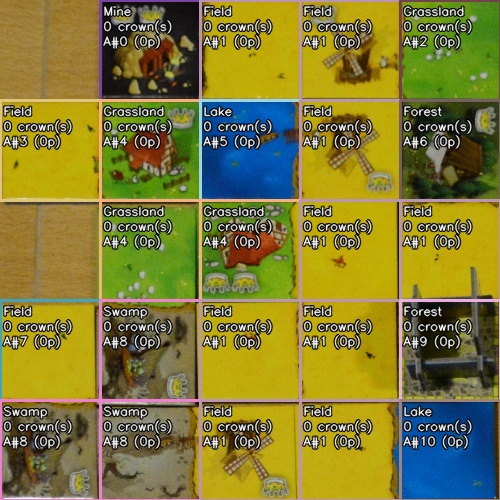 Mine
0 crown(s)
A#0 (0p)
Field
0 crown(s)
A#1 (0p)
Field
0 crown(s)
A#1 (0p)
Grassland
0 crown(s)
A#2 (0p)
Field
0 crown(s)
A#3 (0p)
Grassland
0 crown(s)
A#4 (0p)
Lake
0 crown(s)
A#5 (0p)
Field
0 crown(s)
A#1 (0p)
Forest
0 crown(s)
A#6 (0p)
Grassland
0 crown(s)
A#4 (0p)
Grassland
0 crown(s)
A#4 (0p)
Field
0 crown(s)
A#1 (0p)
Field
0 crown(s)
A#1 (0p)
Field
0 crown(s)
A#7 (0p)
Swamp
0 crown(s)
A#8 (0p)
Field
0 crown(s)
A#1 (0p)
Field
0 crown(s)
A#1 (0p)
Forest
0 crown(s)
A#9 (0p)
Swamp
0 crown(s)
A#8 (0p)
Swamp
0 crown(s)
A#8 (0p)
Field
0 crown(s)
A#1 (0p)
Field
0 crown(s)
A#1 (0p)
Lake
0 crown(s)
A#10 (0p)